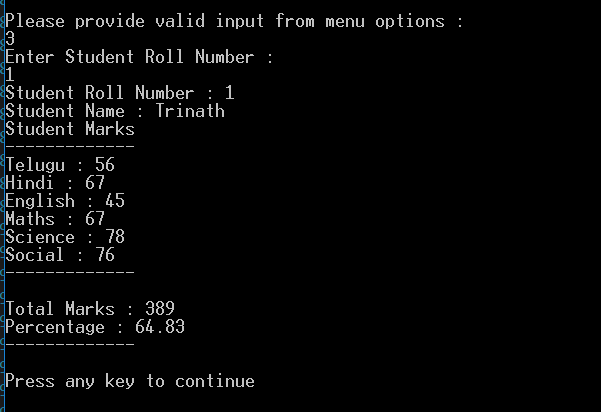 Please provide valid input from menu options :
3
Enter Student Roll Number :
1
Student Roll Number : 1
Student Name : Trinath
Student Marks
-------------
Telugu : 56
Hindi : 67
English : 45
Maths : 67
Science : 78
Social : 76
-------------
Total Marks : 389
Percentage : 64.83
-------------
Press any key to continue